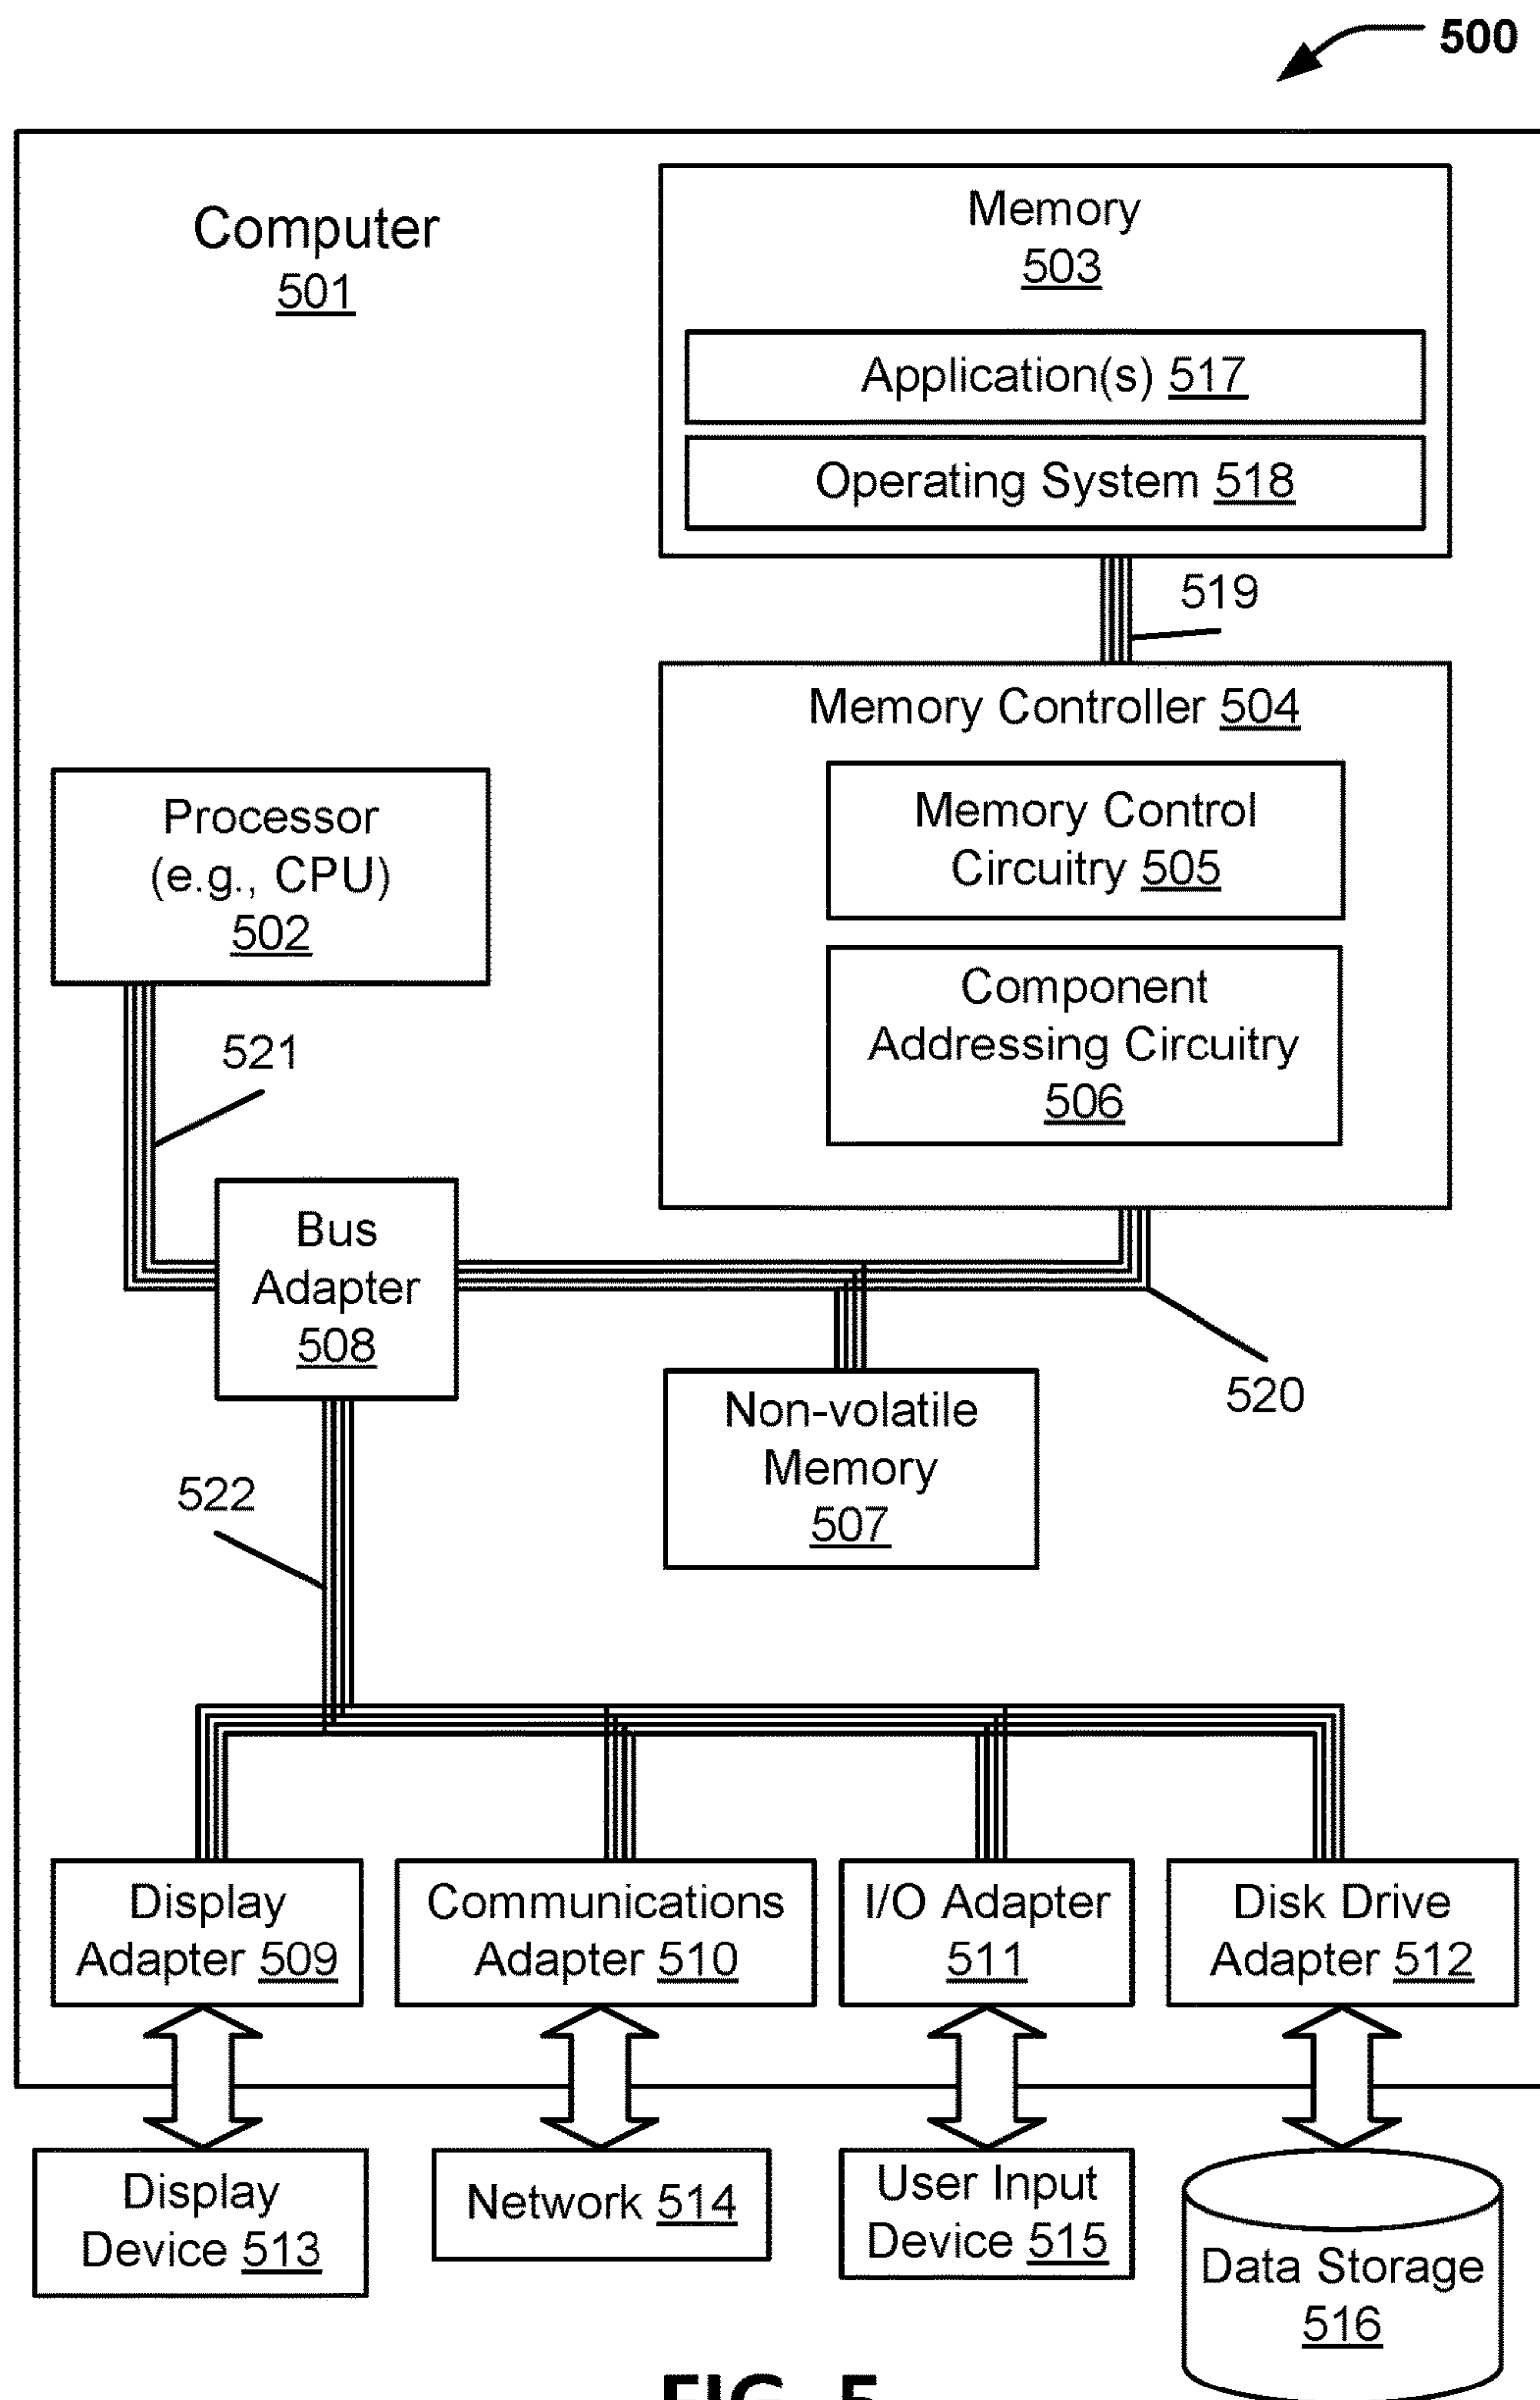 500
Computer
501
Memory
503
Application(s) 517
Operating System 518
519
Memory Controller 504
Memory Control
Circuitry 505
Component
Addressing Circuitry
506
Processor
(e.g., CPU)
502
521
Bus
Adapter
508
520
Non-volatile
Memory
507
522
Display
Adapter 509
Communications
Adapter 510
I/O Adapter
511
Disk Drive
Adapter 512
Display
Device 513
Network 514
User Input
Device 515
Data Storage
516
FIG. 5